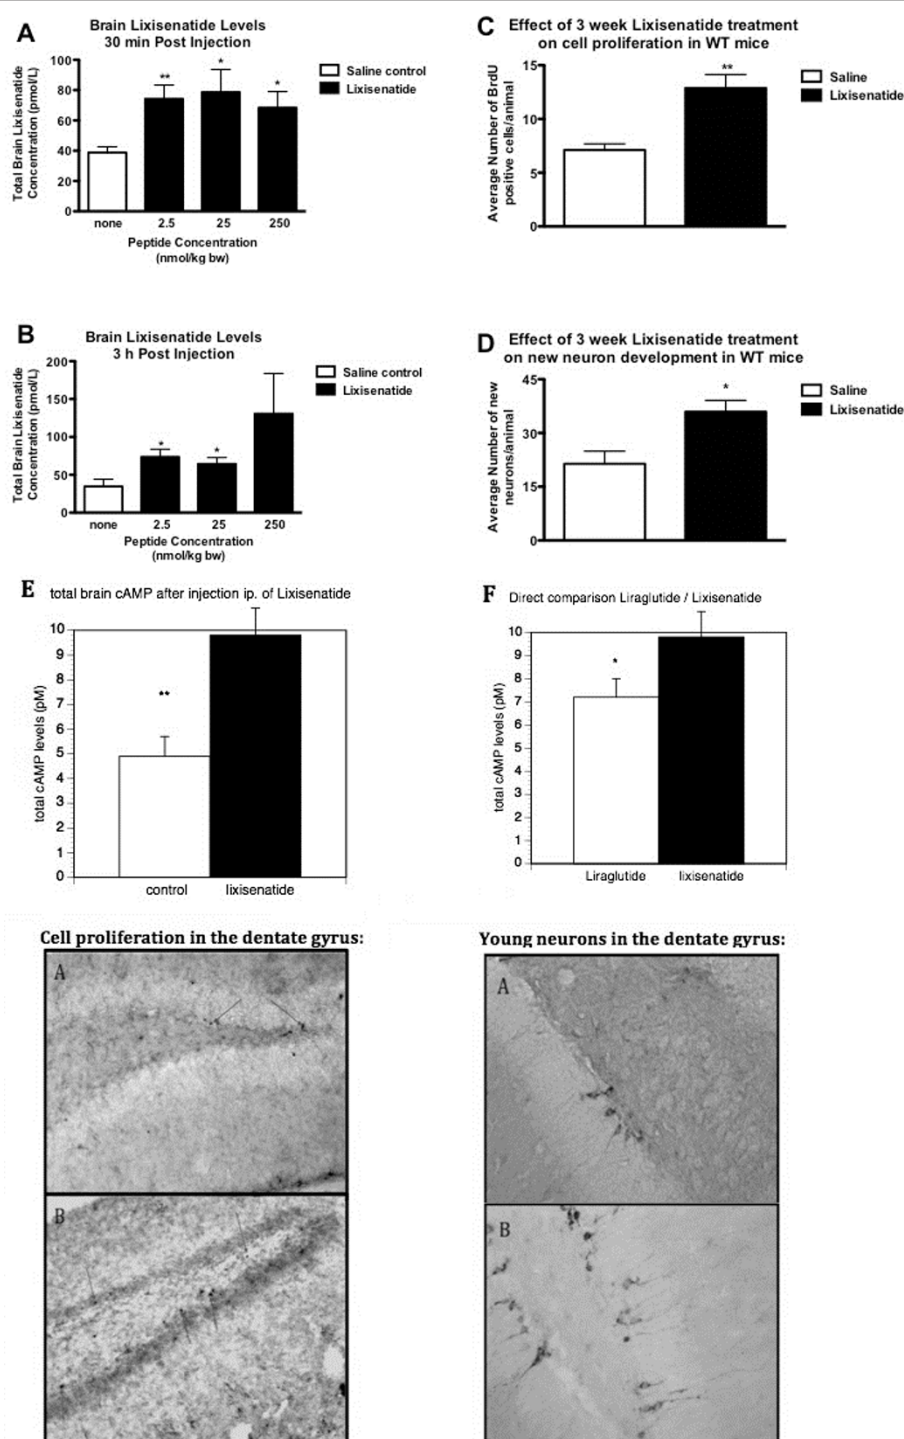 A
Brain Lixisenatide Levels
30 min Post Injection
Total Brain Lixisenatide
Concentration (pmol/L)
100
80
60
40
20
0
** * *
none 2.5 25 250
Peptide Concentration
(nmol/kg bw)
Saline control
Lixisenatide
C
Effect of 3 week Lixisenatide treatment
on cell proliferation in WT mice
Average Number of BrdU
positive cells/animal
15
10
5
0
**
Saline
Lixisenatide
B
Brain Lixisenatide Levels
3 h Post Injection
Total Brain Lixisenatide
Concentration (pmol/L)
200
150
100
50
0
* *
none 2.5 25 250
Peptide Concentration
(nmol/kg bw)
Saline control
Lixisenatide
D
Effect of 3 week Lixisenatide treatment
on new neuron development in WT mice
Average Number of new
neurons/animal
45
30
15
0
*
Saline
Lixisenatide
E
total brain cAMP after injection ip. of Lixisenatide
total cAMP levels (pM)
10
9
8
7
6
5
4
3
2
1
0
**
control lixisenatide
F
Direct comparison Liraglutide / Lixisenatide
total cAMP levels (pM)
10
9
8
7
6
5
4
3
2
1
0
*
Liraglutide lixisenatide
Cell proliferation in the dentate gyrus:
A
B
Young neurons in the dentate gyrus:
A
B